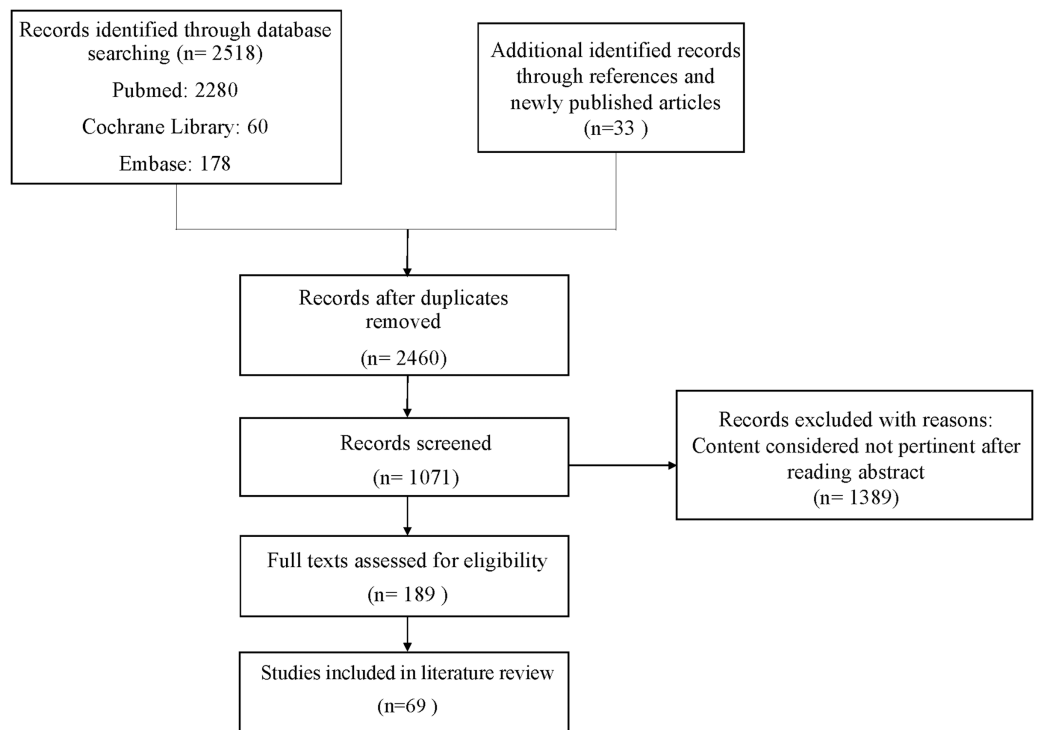 Records identified through database
searching (n= 2518)
Pubmed: 2280
Cochrane Library: 60
Embase: 178
Additional identified records
through references and
newly published articles
(n=33 )
Records after duplicates
removed
(n= 2460)
Records screened
(n= 1071)
Records excluded with reasons:
Content considered not pertinent after
reading abstract
(n= 1389)
Full texts assessed for eligibility
(n= 189 )
Studies included in literature review
(n=69 )